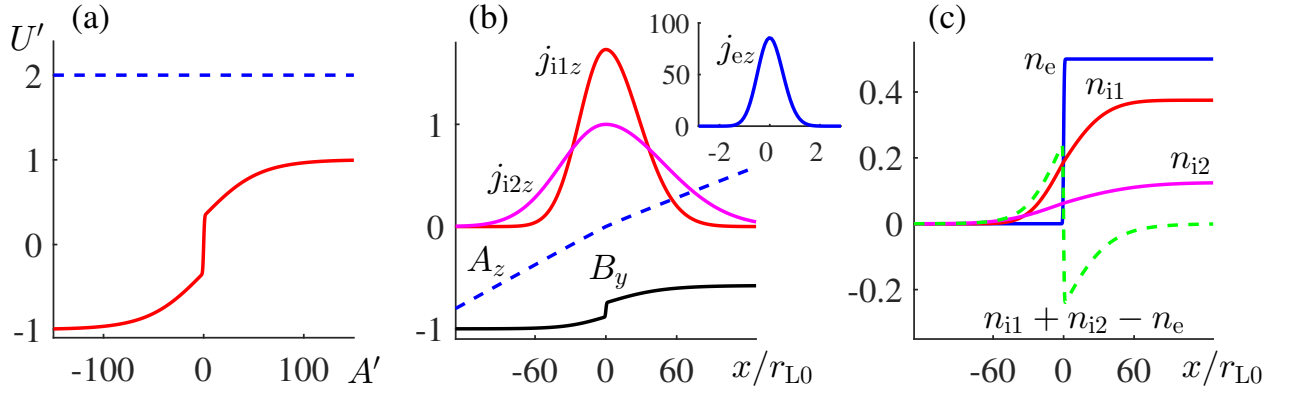 (a)
U′
2
1
0
-1
-100
0
100
A′
(b)
1
0
-1
j_{i1z}
j_{i2z}
A_z
B_y
-60
0
60
x/r_{L0}
100
50
0
j_{ez}
-2
0
2
(c)
0.4
0.2
0
-0.2
n_e
n_{i1}
n_{i2}
n_{i1} + n_{i2} − n_e
-60
0
60
x/r_{L0}